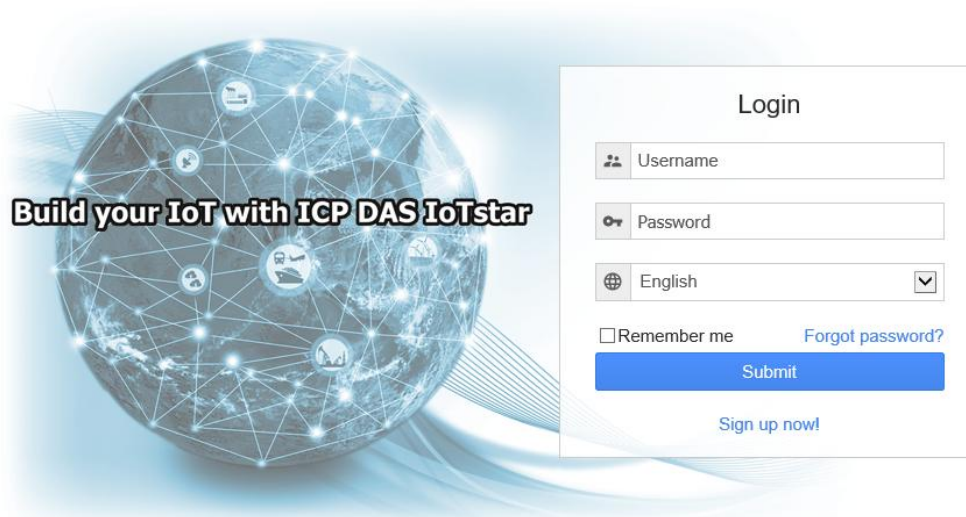 Build your IoT with ICP DAS IoTstar
Login
Username
Password
English
Remember me
Forgot password?
Submit
Sign up now!